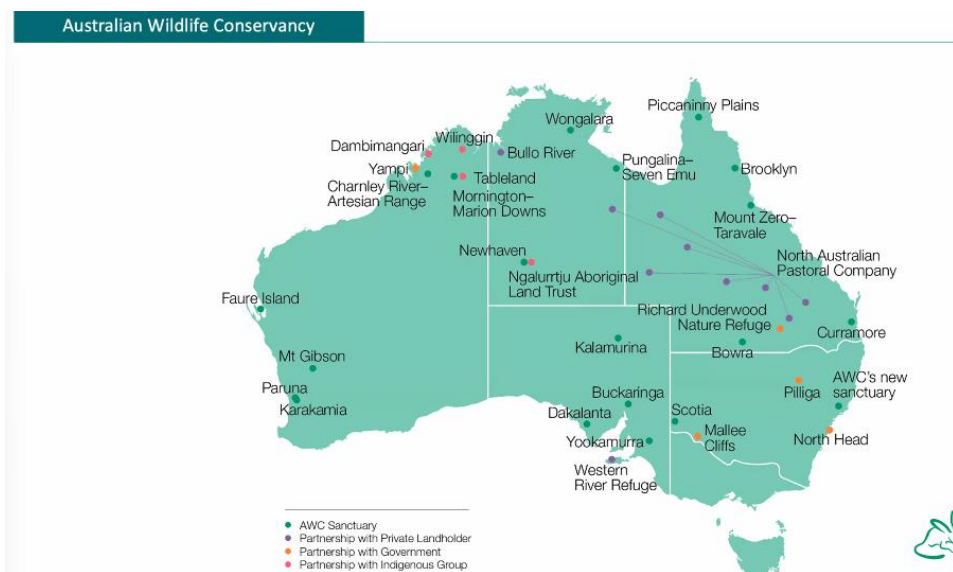 Australian Wildlife Conservancy
Piccaninny Plains
Wongalara
Dambimangari
Wilinggin
Bullo River
Yampi
Charnley River–
Artesian Range
Tableland
Mornington–
Marion Downs
Pungalina–
Seven Emu
Brooklyn
Mount Zero–
Taravale
Newhaven
Ngalurrtju Aboriginal
Land Trust
North Australian
Pastoral Company
Faure Island
Richard Underwood
Nature Refuge
Curramore
Kalamurina
Bowra
Mt Gibson
Paruna
Karakamia
Buckaringa
Dakalanta
Scotia
Pilliga
AWC's new
sanctuary
Yookamurra
Mallee
Cliffs
North Head
Western
River Refuge
AWC Sanctuary
Partnership with Private Landholder
Partnership with Government
Partnership with Indigenous Group